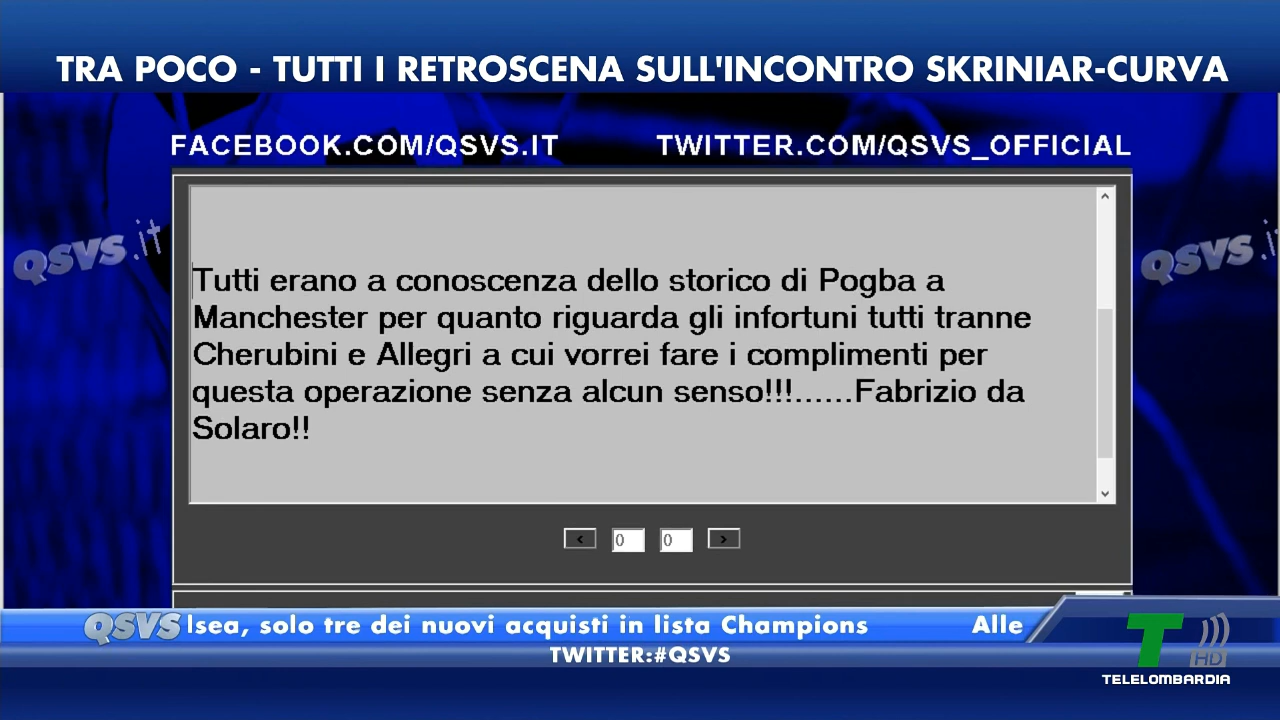 TRA POCO - TUTTI I RETROSCENA SULL'INCONTRO SKRINIAR-CURVA
FACEBOOK.COM/QSVS.IT TWITTER.COM/QSVS_OFFICIAL
QSVS.it
QSVS.i
Tutti erano a conoscenza dello storico di Pogba a
Manchester per quanto riguarda gli infortuni tutti tranne
Cherubini e Allegri a cui vorrei fare i complimenti per
questa operazione senza alcun senso!!!......Fabrizio da
Solaro!!
< 0 0 >
QSVS lsea, solo tre dei nuovi acquisti in lista Champions Alle
TWITTER:#QSVS
T HD
TELELOMBARDIA